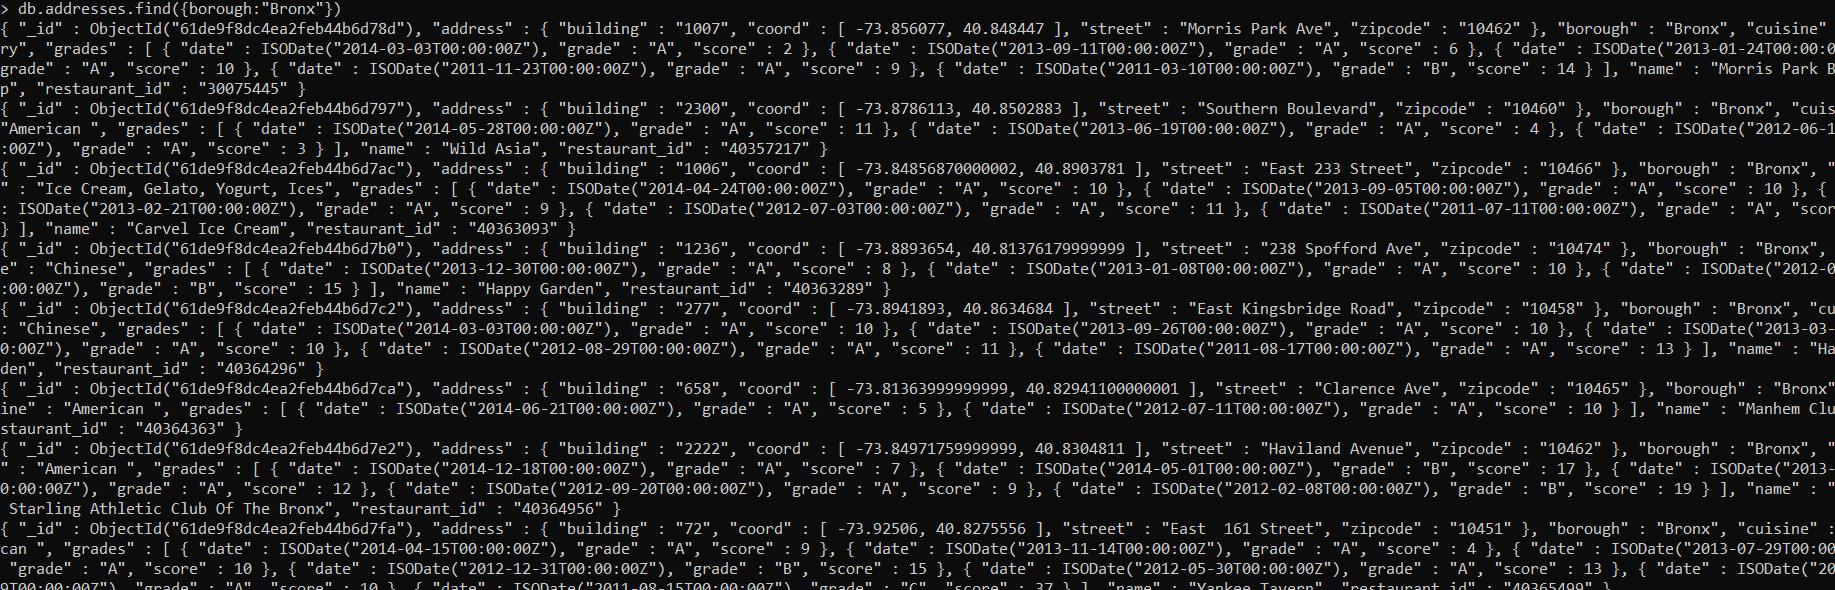 > db.addresses.find({borough:"Bronx"})
{ "_id" : ObjectId("61de9f8dc4ea2feb44b6d78d"), "address" : { "building" : "1007", "coord" : [ -73.856077, 40.848447 ], "street" : "Morris Park Ave", "zipcode" : "10462" }, "borough" : "Bronx", "cuisine"
ry", "grades" : [ { "date" : ISODate("2014-03-03T00:00:00Z"), "grade" : "A", "score" : 2 }, { "date" : ISODate("2013-09-11T00:00:00Z"), "grade" : "A", "score" : 6 }, { "date" : ISODate("2013-01-24T00:00:0
grade" : "A", "score" : 10 }, { "date" : ISODate("2011-11-23T00:00:00Z"), "grade" : "A", "score" : 9 }, { "date" : ISODate("2011-03-10T00:00:00Z"), "grade" : "B", "score" : 14 } ], "name" : "Morris Park B
p", "restaurant_id" : "30075445" }
{ "_id" : ObjectId("61de9f8dc4ea2feb44b6d797"), "address" : { "building" : "2300", "coord" : [ -73.8786113, 40.8502883 ], "street" : "Southern Boulevard", "zipcode" : "10460" }, "borough" : "Bronx", "cuis
"American ", "grades" : [ { "date" : ISODate("2014-05-28T00:00:00Z"), "grade" : "A", "score" : 11 }, { "date" : ISODate("2013-06-19T00:00:00Z"), "grade" : "A", "score" : 4 }, { "date" : ISODate("2012-06-1
:00Z"), "grade" : "A", "score" : 3 } ], "name" : "Wild Asia", "restaurant_id" : "40357217" }
{ "_id" : ObjectId("61de9f8dc4ea2feb44b6d7ac"), "address" : { "building" : "1006", "coord" : [ -73.84856870000002, 40.8903781 ], "street" : "East 233 Street", "zipcode" : "10466" }, "borough" : "Bronx", "
" : "Ice Cream, Gelato, Yogurt, Ices", "grades" : [ { "date" : ISODate("2014-04-24T00:00:00Z"), "grade" : "A", "score" : 10 }, { "date" : ISODate("2013-09-05T00:00:00Z"), "grade" : "A", "score" : 10 }, {
: ISODate("2013-02-21T00:00:00Z"), "grade" : "A", "score" : 9 }, { "date" : ISODate("2012-07-03T00:00:00Z"), "grade" : "A", "score" : 11 }, { "date" : ISODate("2011-07-11T00:00:00Z"), "grade" : "A", "scor
} ], "name" : "Carvel Ice Cream", "restaurant_id" : "40363093" }
{ "_id" : ObjectId("61de9f8dc4ea2feb44b6d7b0"), "address" : { "building" : "1236", "coord" : [ -73.8893654, 40.81376179999999 ], "street" : "238 Spofford Ave", "zipcode" : "10474" }, "borough" : "Bronx",
e" : "Chinese", "grades" : [ { "date" : ISODate("2013-12-30T00:00:00Z"), "grade" : "A", "score" : 8 }, { "date" : ISODate("2013-01-08T00:00:00Z"), "grade" : "A", "score" : 10 }, { "date" : ISODate("2012-0
:00:00Z"), "grade" : "B", "score" : 15 } ], "name" : "Happy Garden", "restaurant_id" : "40363289" }
{ "_id" : ObjectId("61de9f8dc4ea2feb44b6d7c2"), "address" : { "building" : "277", "coord" : [ -73.8941893, 40.8634684 ], "street" : "East Kingsbridge Road", "zipcode" : "10458" }, "borough" : "Bronx", "cu
: "Chinese", "grades" : [ { "date" : ISODate("2014-03-03T00:00:00Z"), "grade" : "A", "score" : 10 }, { "date" : ISODate("2013-09-26T00:00:00Z"), "grade" : "A", "score" : 10 }, { "date" : ISODate("2013-03-
0:00Z"), "grade" : "A", "score" : 10 }, { "date" : ISODate("2012-08-29T00:00:00Z"), "grade" : "A", "score" : 11 }, { "date" : ISODate("2011-08-17T00:00:00Z"), "grade" : "A", "score" : 13 } ], "name" : "Ha
den", "restaurant_id" : "40364296" }
{ "_id" : ObjectId("61de9f8dc4ea2feb44b6d7ca"), "address" : { "building" : "658", "coord" : [ -73.81363999999999, 40.82941100000001 ], "street" : "Clarence Ave", "zipcode" : "10465" }, "borough" : "Bronx"
ine" : "American ", "grades" : [ { "date" : ISODate("2014-06-21T00:00:00Z"), "grade" : "A", "score" : 5 }, { "date" : ISODate("2012-07-11T00:00:00Z"), "grade" : "A", "score" : 10 } ], "name" : "Manhem Clu
staurant_id" : "40364363" }
{ "_id" : ObjectId("61de9f8dc4ea2feb44b6d7e2"), "address" : { "building" : "2222", "coord" : [ -73.84971759999999, 40.8304811 ], "street" : "Haviland Avenue", "zipcode" : "10462" }, "borough" : "Bronx", "
" : "American ", "grades" : [ { "date" : ISODate("2014-12-18T00:00:00Z"), "grade" : "A", "score" : 7 }, { "date" : ISODate("2014-05-01T00:00:00Z"), "grade" : "B", "score" : 17 }, { "date" : ISODate("2013-
0:00:00Z"), "grade" : "A", "score" : 12 }, { "date" : ISODate("2012-09-20T00:00:00Z"), "grade" : "A", "score" : 9 }, { "date" : ISODate("2012-02-08T00:00:00Z"), "grade" : "B", "score" : 19 } ], "name" : "
Starling Athletic Club Of The Bronx", "restaurant_id" : "40364956" }
{ "_id" : ObjectId("61de9f8dc4ea2feb44b6d7fa"), "address" : { "building" : "72", "coord" : [ -73.92506, 40.8275556 ], "street" : "East  161 Street", "zipcode" : "10451" }, "borough" : "Bronx", "cuisine" :
can ", "grades" : [ { "date" : ISODate("2014-04-15T00:00:00Z"), "grade" : "A", "score" : 9 }, { "date" : ISODate("2013-11-14T00:00:00Z"), "grade" : "A", "score" : 4 }, { "date" : ISODate("2013-07-29T00:00
"grade" : "A", "score" : 10 }, { "date" : ISODate("2012-12-31T00:00:00Z"), "grade" : "B", "score" : 15 }, { "date" : ISODate("2012-05-30T00:00:00Z"), "grade" : "A", "score" : 13 }, { "date" : ISODate("20
9T00:00:00Z"), "grade" : "A", "score" : 10 }, { "date" : ISODate("2011-08-15T00:00:00Z"), "grade" : "C", "score" : 37 } ], "name" : "Yankee Tavern", "restaurant_id" : "40365499" }